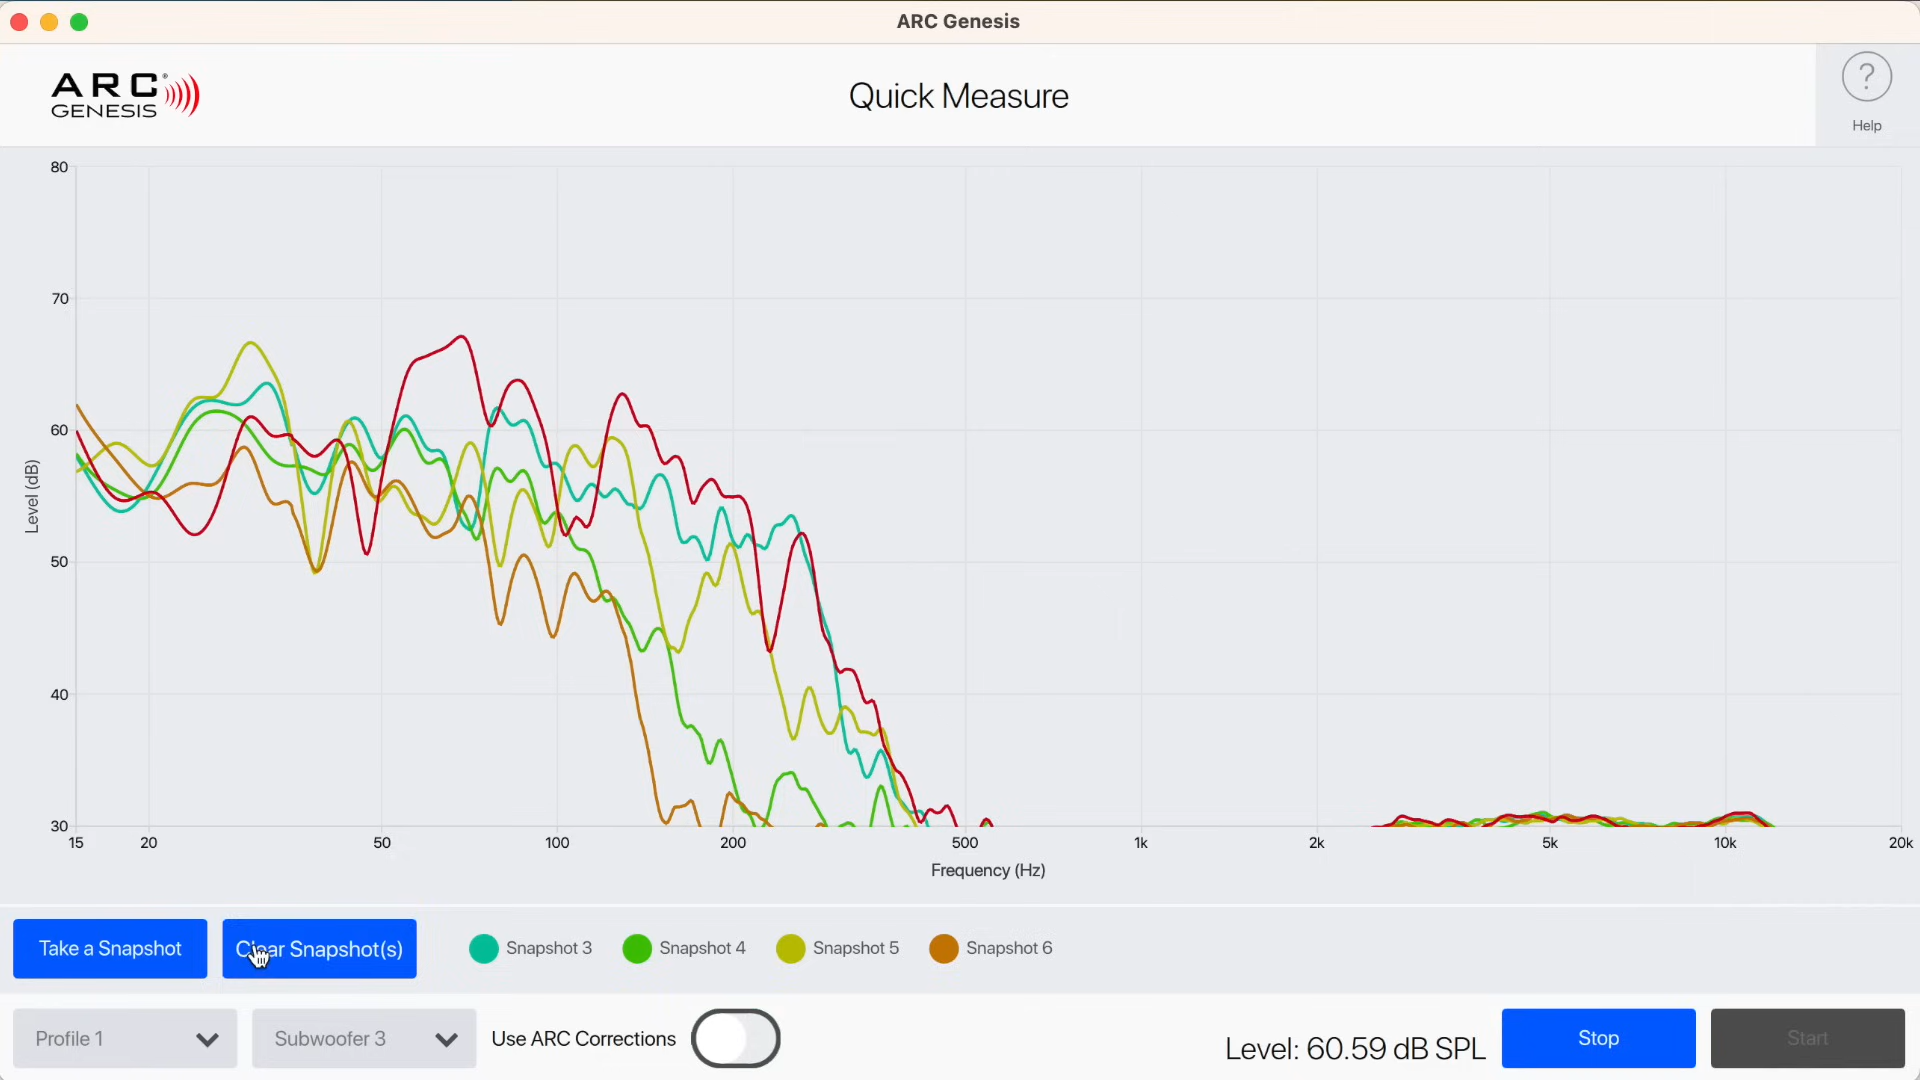 ARC Genesis
ARC®
GENESIS
Quick Measure
?
Help
80
70
60
50
40
30
Level (dB)
15 20 50 100 200 500 1k 2k 5k 10k 20k
Frequency (Hz)
Take a Snapshot
Clear Snapshot(s)
Snapshot 3
Snapshot 4
Snapshot 5
Snapshot 6
Profile 1
Subwoofer 3
Use ARC Corrections
Level: 60.59 dB SPL
Stop
Start